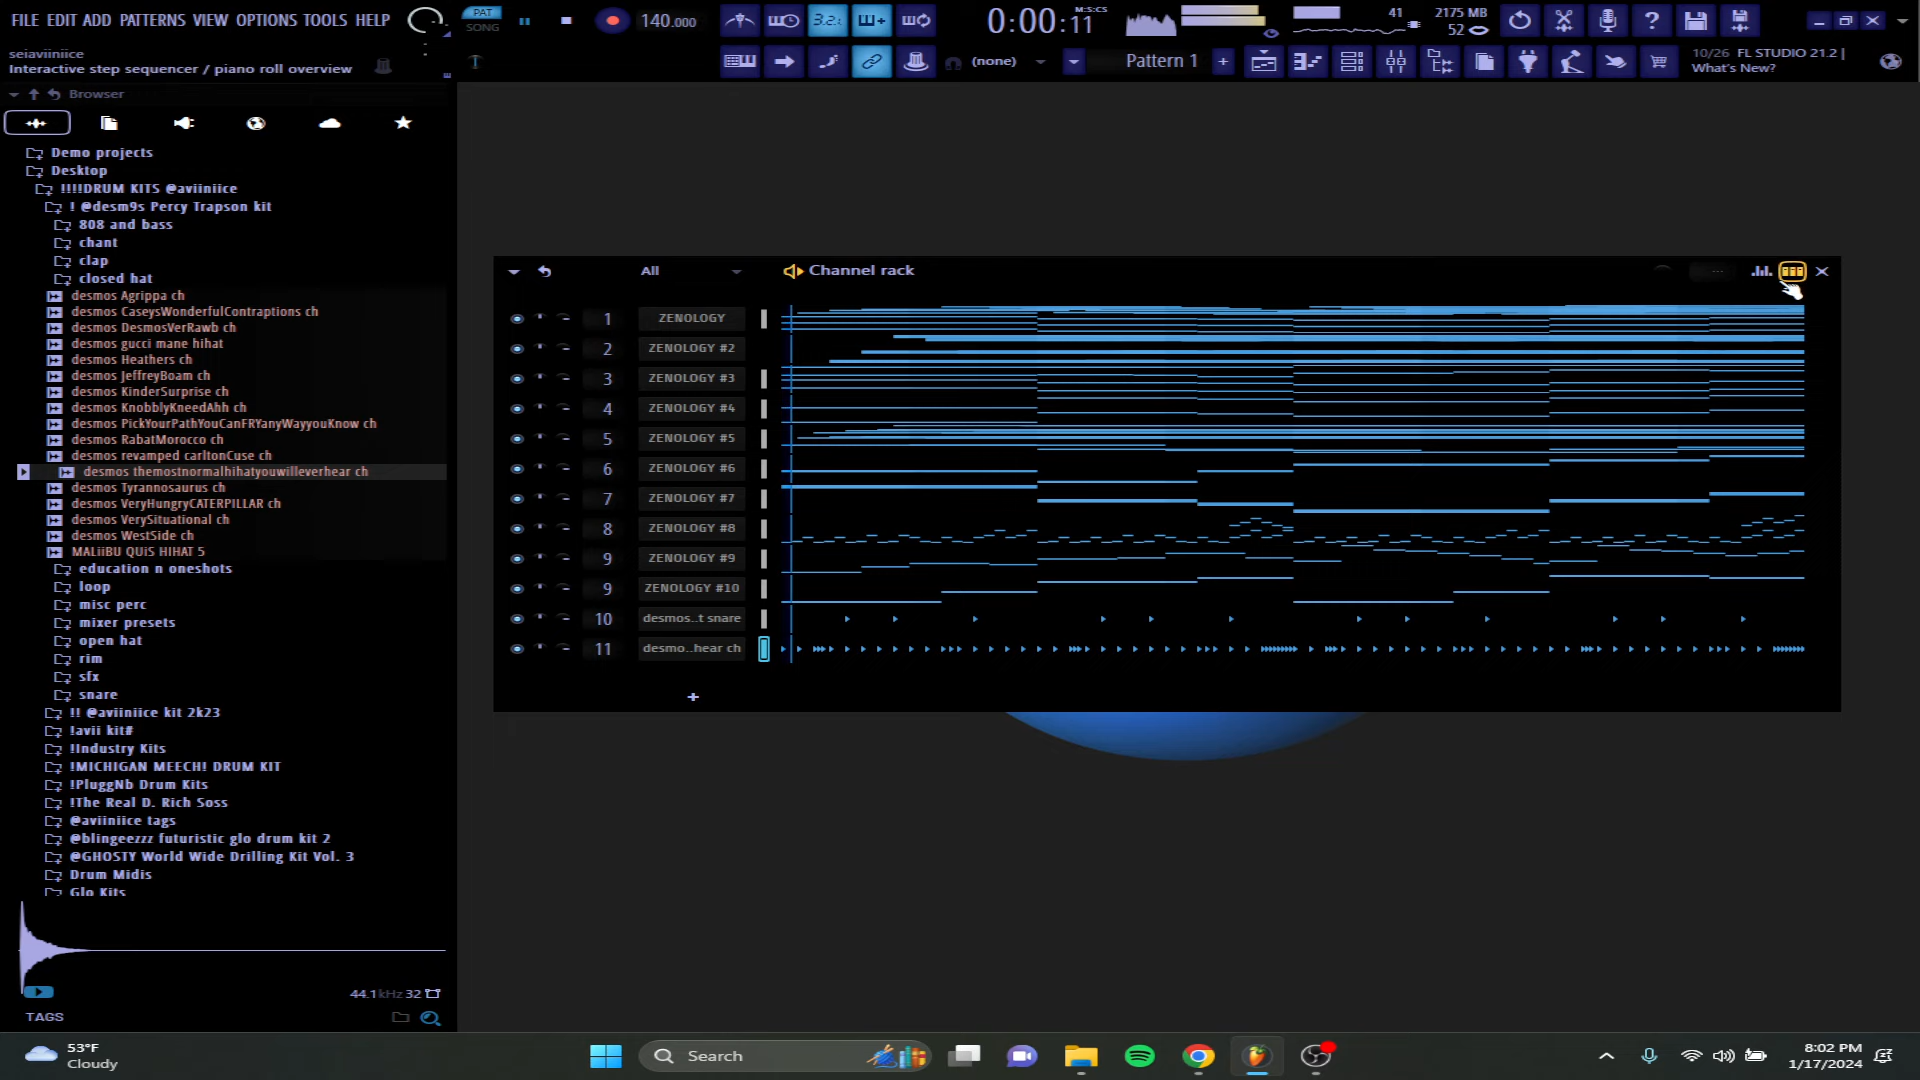 FILE EDIT ADD PATTERNS VIEW OPTIONS TOOLS HELP
PAT
SONG
140.000
3.2
0:00:11
M:S:CS
41
2175 MB
52
seiaviiniice
Interactive step sequencer / piano roll overview
(none)
Pattern 1
+
10/26 FL STUDIO 21.2 |
What's New?
Browser
Demo projects
Desktop
!!!!DRUM KITS @aviiniice
! @desm9s Percy Trapson kit
808 and bass
chant
clap
closed hat
desmos Agrippa ch
desmos CaseysWonderfulContraptions ch
desmos DesmosVerRawb ch
desmos gucci mane hihat
desmos Heathers ch
desmos JeffreyBoam ch
desmos KinderSurprise ch
desmos KnobblyKneedAhh ch
desmos PickYourPathYouCanFRYanyWayyouKnow ch
desmos RabatMorocco ch
desmos revamped carltonCuse ch
desmos themostnormalhihatyouwilleverhear ch
desmos Tyrannosaurus ch
desmos VeryHungryCATERPILLAR ch
desmos VerySituational ch
desmos WestSide ch
MALiiBU QUiS HIHAT 5
education n oneshots
loop
misc perc
mixer presets
open hat
rim
sfx
snare
!! @aviiniice kit 2k23
!avii kit#
!Industry Kits
!MICHIGAN MEECH! DRUM KIT
!PluggNb Drum Kits
!The Real D. Rich Soss
@aviiniice tags
@blingeezzz futuristic glo drum kit 2
@GHOSTY World Wide Drilling Kit Vol. 3
Drum Midis
Glo Kits
44.1kHz 32
TAGS
All
Channel rack
1 ZENOLOGY
2 ZENOLOGY #2
3 ZENOLOGY #3
4 ZENOLOGY #4
5 ZENOLOGY #5
6 ZENOLOGY #6
7 ZENOLOGY #7
8 ZENOLOGY #8
9 ZENOLOGY #9
9 ZENOLOGY #10
10 desmos..t snare
11 desmo..hear ch
+
53°F
Cloudy
Search
8:02 PM
1/17/2024